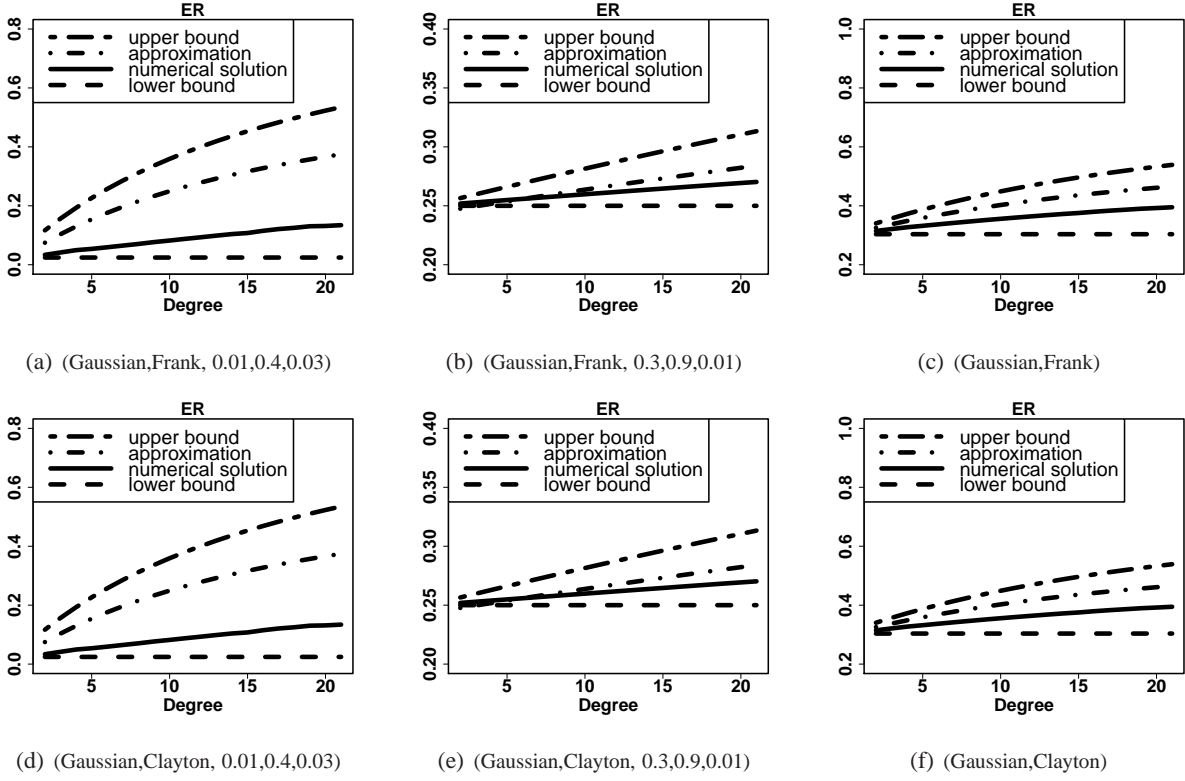 ER
upper bound
approximation
numerical solution
lower bound
0.0 0.2 0.4 0.6 0.8
5 10 15 20
Degree
(a) (Gaussian,Frank, 0.01,0.4,0.03)
ER
upper bound
approximation
numerical solution
lower bound
0.20 0.25 0.30 0.35 0.40
5 10 15 20
Degree
(b) (Gaussian,Frank, 0.3,0.9,0.01)
ER
upper bound
approximation
numerical solution
lower bound
0.2 0.4 0.6 0.8 1.0
5 10 15 20
Degree
(c) (Gaussian,Frank)
ER
upper bound
approximation
numerical solution
lower bound
0.0 0.2 0.4 0.6 0.8
5 10 15 20
Degree
(d) (Gaussian,Clayton, 0.01,0.4,0.03)
ER
upper bound
approximation
numerical solution
lower bound
0.20 0.25 0.30 0.35 0.40
5 10 15 20
Degree
(e) (Gaussian,Clayton, 0.3,0.9,0.01)
ER
upper bound
approximation
numerical solution
lower bound
0.2 0.4 0.6 0.8 1.0
5 10 15 20
Degree
(f) (Gaussian,Clayton)